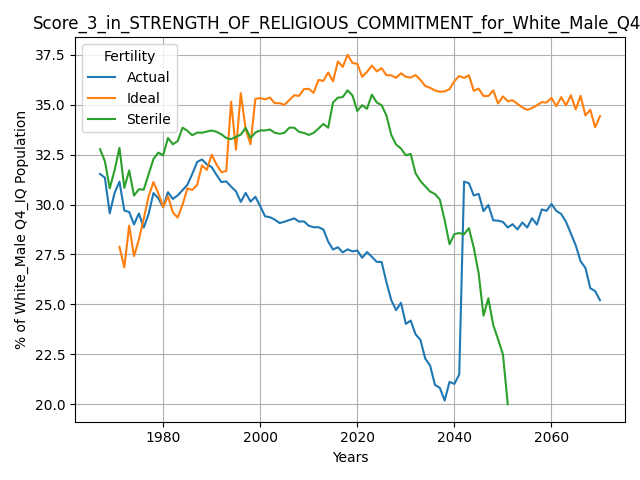 Score_3_in_STRENGTH_OF_RELIGIOUS_COMMITMENT_for_White_Male_Q4
Fertility
Actual
Ideal
Sterile
% of White_Male Q4_IQ Population
37.5
35.0
32.5
30.0
27.5
25.0
22.5
20.0
1980 2000 2020 2040 2060
Years